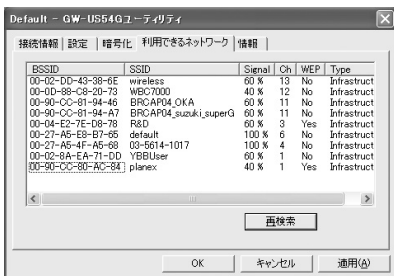 Default - GW-US54Gユーティリティ
接続情報 設定 暗号化 利用できるネットワーク 情報
BSSID SSID Signal Ch WEP Type
00-02-DD-43-38-6E wireless 60 % 13 No Infrastruct
00-0D-88-C8-20-73 WBC7000 40 % 12 No Infrastruct
00-90-CC-81-94-46 BRCAP04_OKA 60 % 11 No Infrastruct
00-90-CC-81-94-A7 BRCAP04_suzuki_superG 60 % 11 No Infrastruct
00-04-E2-7E-D8-78 R&D 60 % 3 Yes Infrastruct
00-27-A5-E8-B7-65 default 100 % 6 No Infrastruct
00-27-A5-4F-A5-68 03-5614-1017 100 % 4 No Infrastruct
00-02-8A-EA-71-DD YBBUser 60 % 1 No Infrastruct
00-90-CC-80-AC-84 planex 40 % 1 Yes Infrastruct
再検索
OK キャンセル 適用(A)